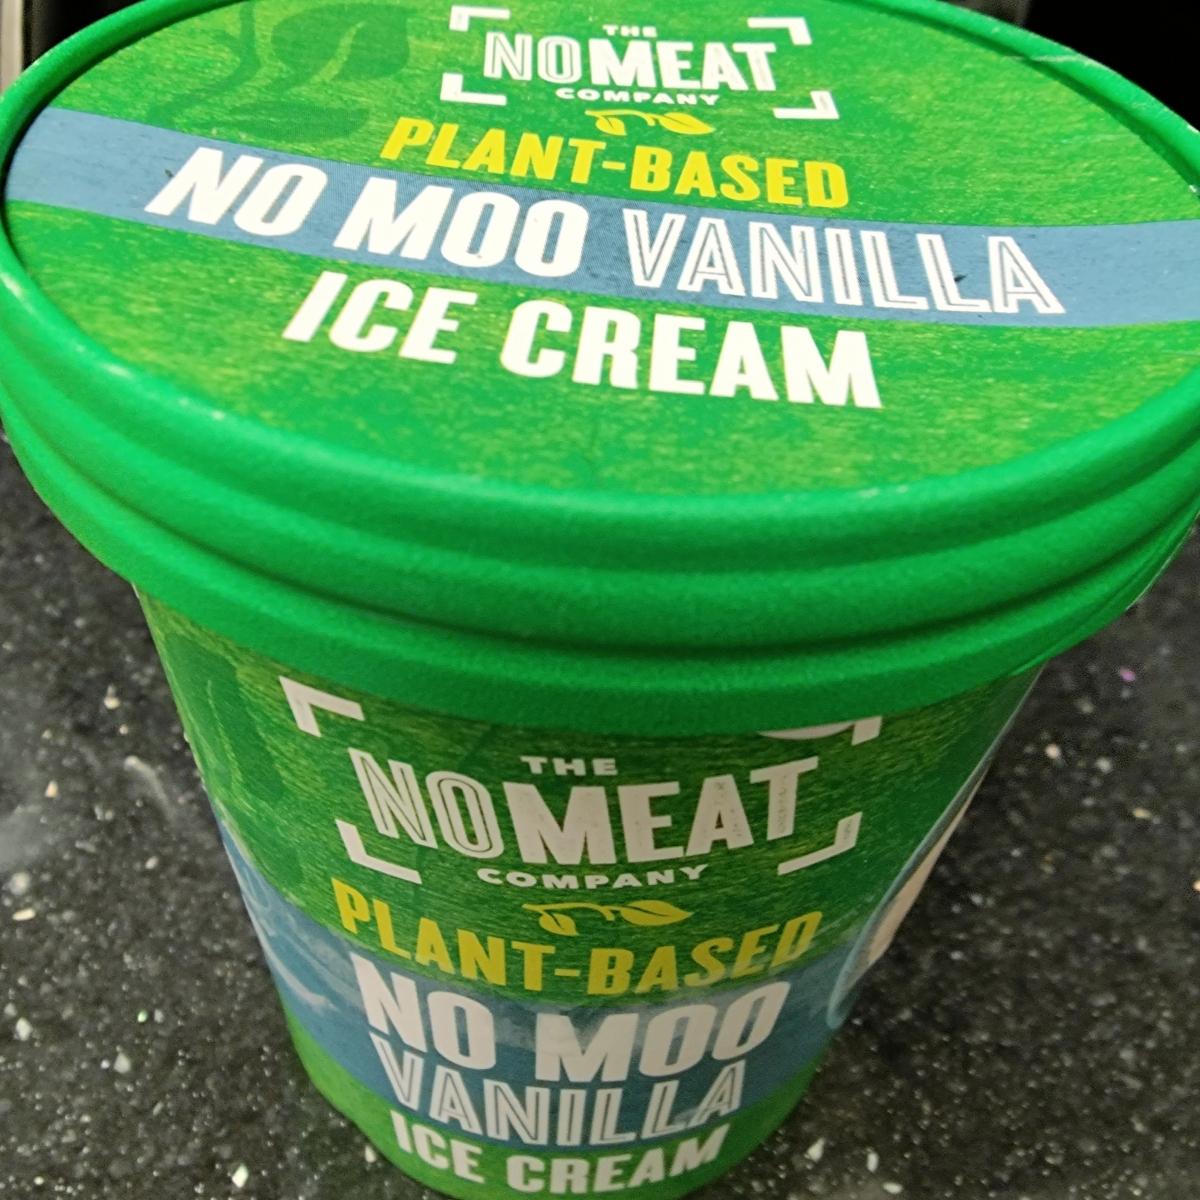 THE
NOMEAT
COMPANY
PLANT-BASED
NO MOO VANILLA
ICE CREAM
THE
NOMEAT
COMPANY
PLANT-BASED
NO MOO
VANILLA
ICE CREAM